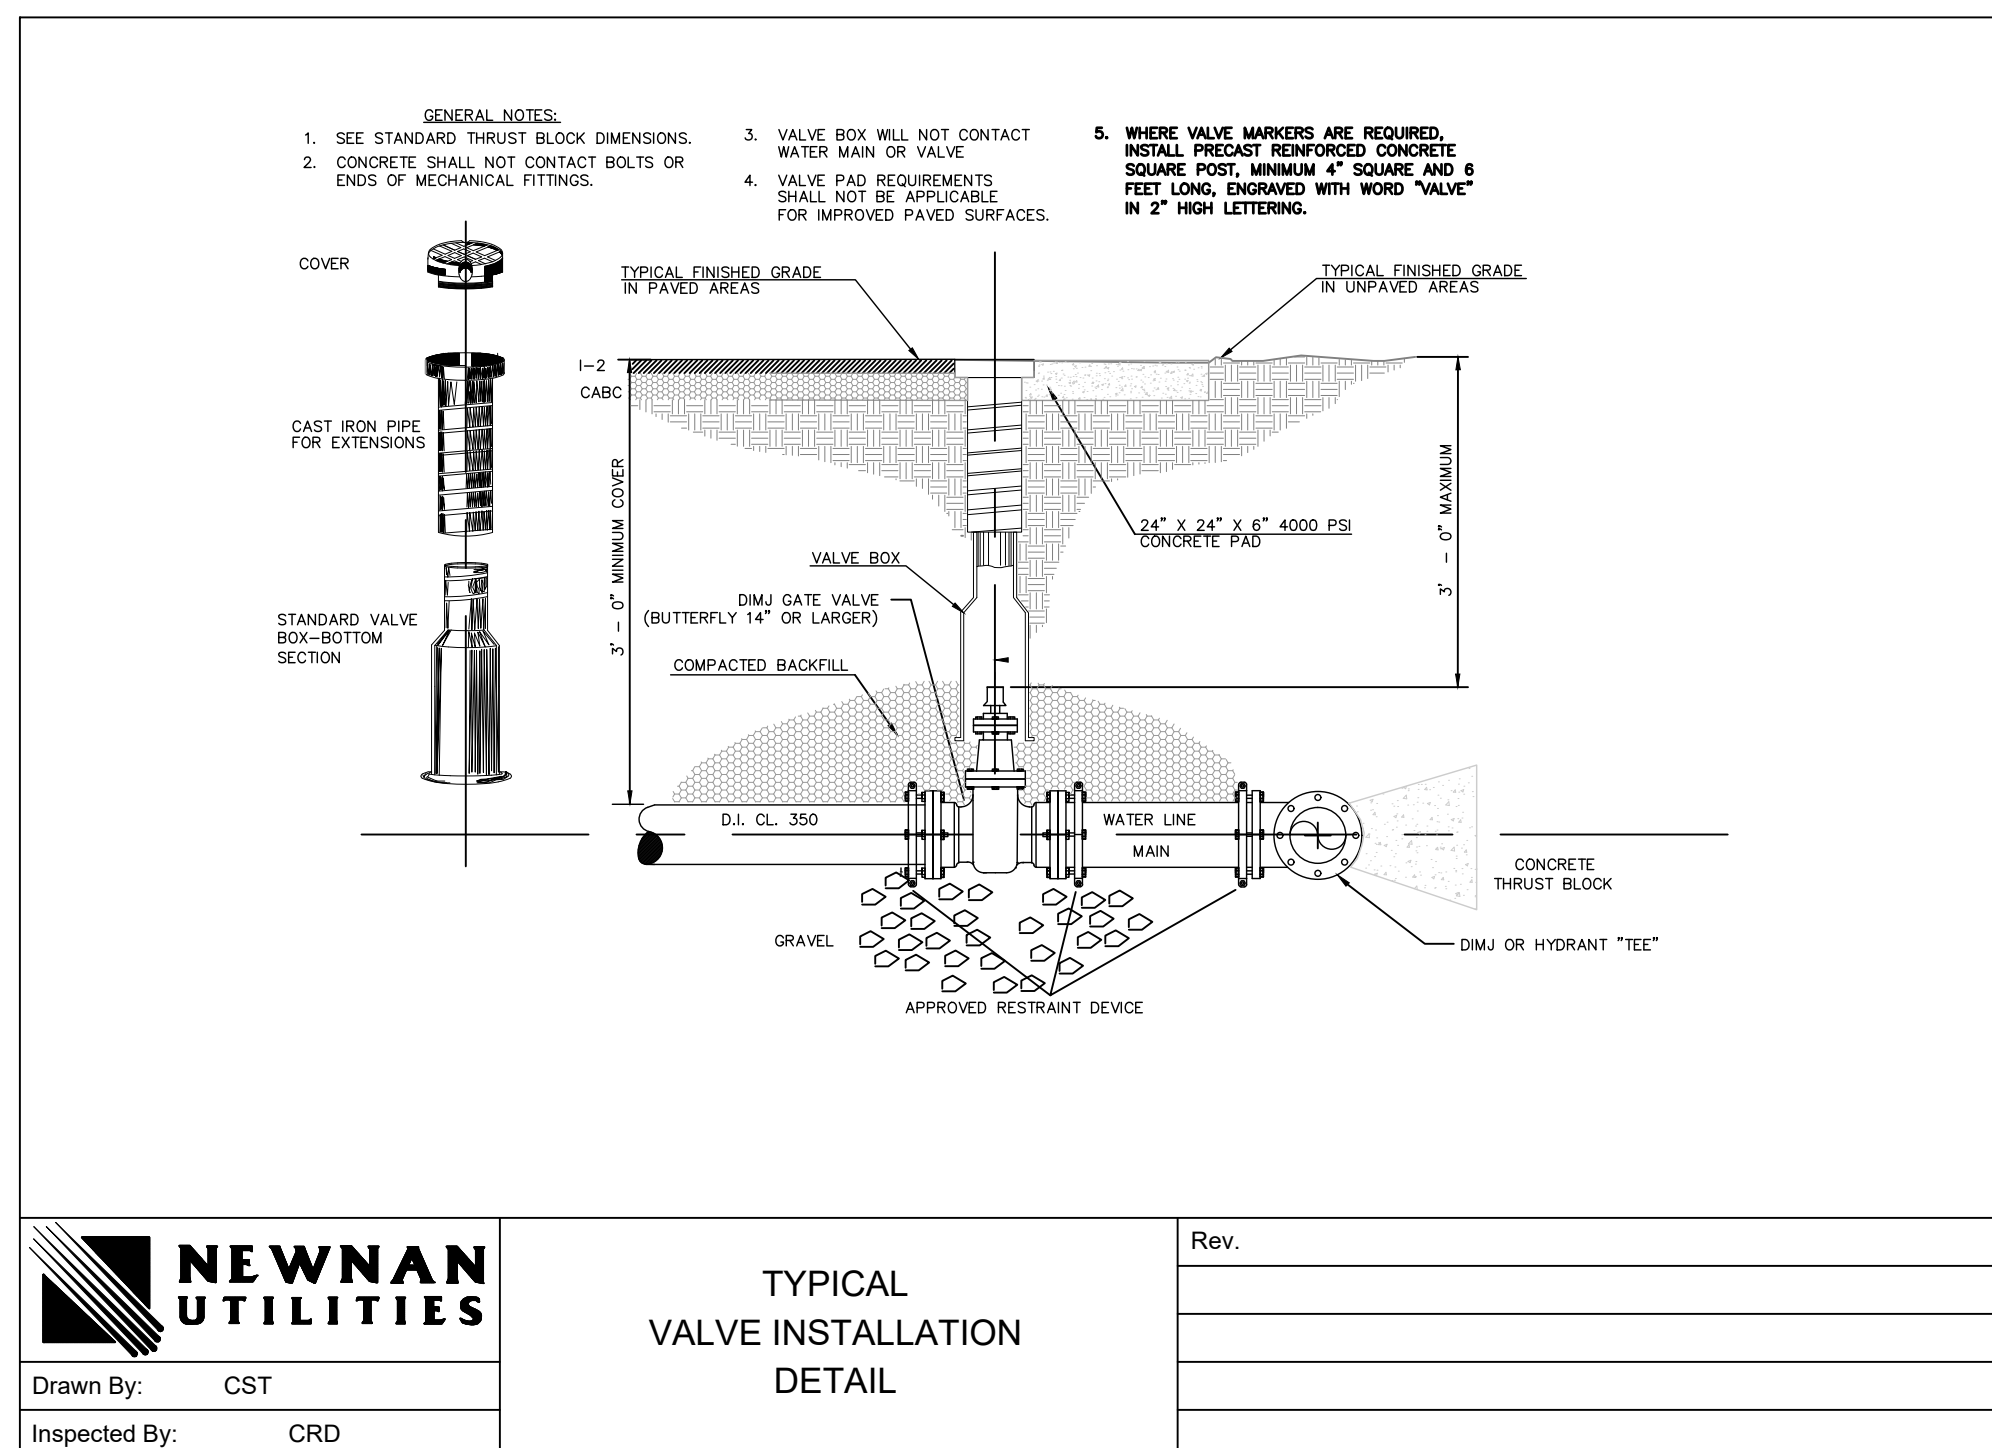 GENERAL NOTES:
1. SEE STANDARD THRUST BLOCK DIMENSIONS.
2. CONCRETE SHALL NOT CONTACT BOLTS OR
ENDS OF MECHANICAL FITTINGS.
3. VALVE BOX WILL NOT CONTACT
WATER MAIN OR VALVE
4. VALVE PAD REQUIREMENTS
SHALL NOT BE APPLICABLE
FOR IMPROVED PAVED SURFACES.
5. WHERE VALVE MARKERS ARE REQUIRED,
INSTALL PRECAST REINFORCED CONCRETE
SQUARE POST, MINIMUM 4" SQUARE AND 6
FEET LONG, ENGRAVED WITH WORD "VALVE"
IN 2" HIGH LETTERING.
COVER
CAST IRON PIPE
FOR EXTENSIONS
STANDARD VALVE
BOX-BOTTOM
SECTION
TYPICAL FINISHED GRADE
IN PAVED AREAS
TYPICAL FINISHED GRADE
IN UNPAVED AREAS
I-2
CABC
3' - 0" MINIMUM COVER
3' - 0" MAXIMUM
24" X 24" X 6" 4000 PSI
CONCRETE PAD
VALVE BOX
DIMJ GATE VALVE
(BUTTERFLY 14" OR LARGER)
COMPACTED BACKFILL
D.I. CL. 350
WATER LINE
MAIN
CONCRETE
THRUST BLOCK
GRAVEL
DIMJ OR HYDRANT "TEE"
APPROVED RESTRAINT DEVICE
NEWNAN
UTILITIES
Drawn By: CST
Inspected By: CRD
TYPICAL
VALVE INSTALLATION
DETAIL
Rev.